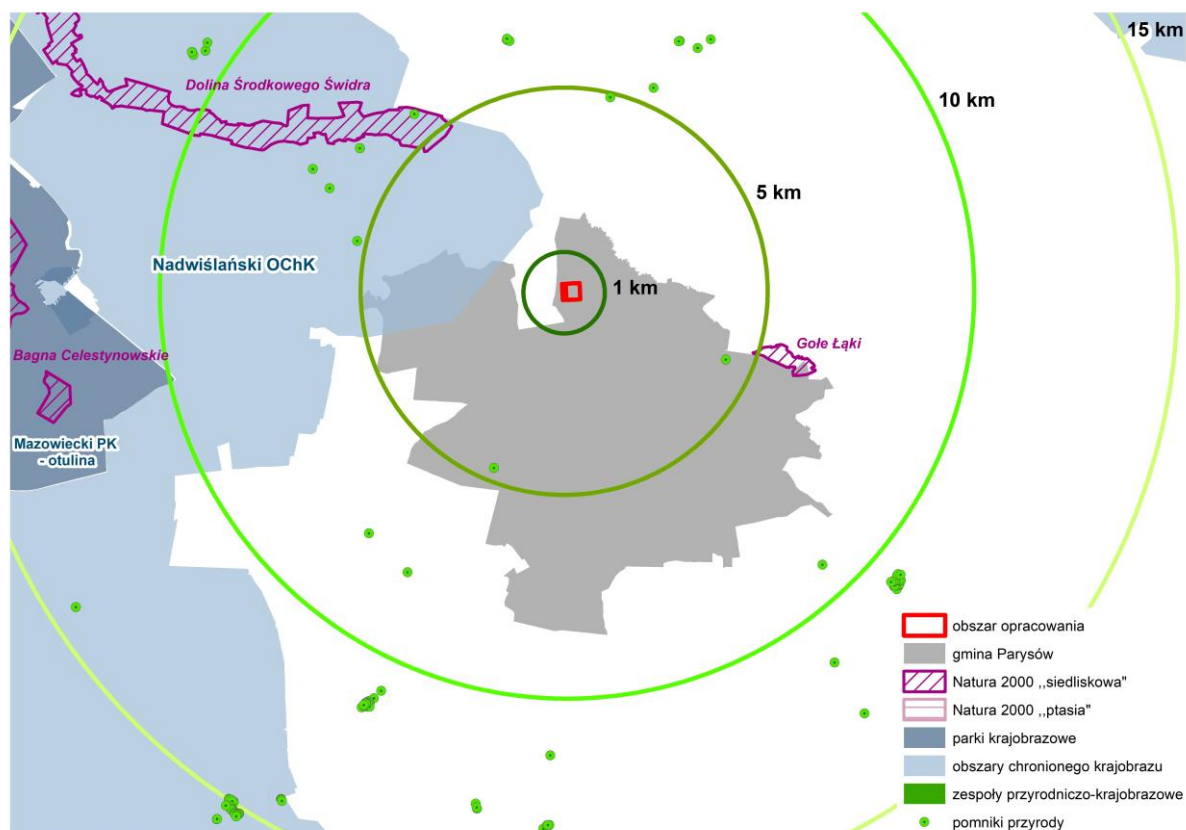 15 km
Dolina Środkowego Świdra
10 km
5 km
Nadwiślański OChK
1 km
Gołe Łąki
Bagna Celestynowskie
Mazowiecki PK
- otulina
obszar opracowania
gmina Parysów
Natura 2000 ,,siedliskowa"
Natura 2000 ,,ptasia"
parki krajobrazowe
obszary chronionego krajobrazu
zespoły przyrodniczo-krajobrazowe
pomniki przyrody